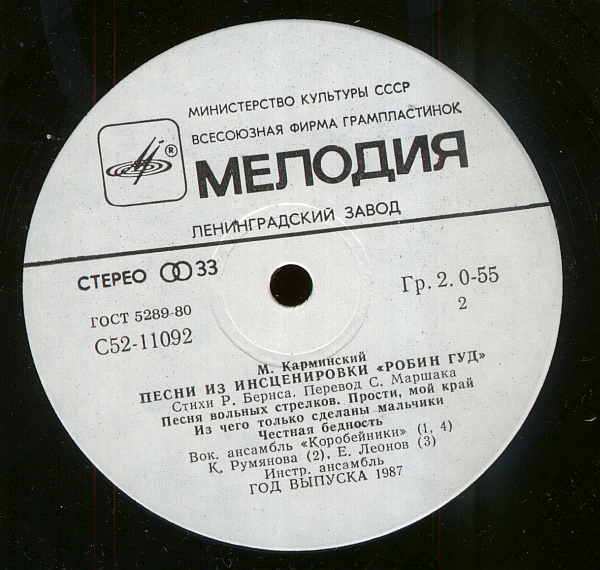 МИНИСТЕРСТВО КУЛЬТУРЫ СССР
ВСЕСОЮЗНАЯ ФИРМА ГРАМПЛАСТИНОК
®
МЕЛОДИЯ
ЛЕНИНГРАДСКИЙ ЗАВОД
СТЕРЕО 33
Гр. 2. 0-55
ГОСТ 5289-80
2
С52-11092
М. Карминский
ПЕСНИ ИЗ ИНСЦЕНИРОВКИ «РОБИН ГУД»
Стихи Р. Бернса. Перевод С. Маршака
Песня вольных стрелков. Прости, мой край
Из чего только сделаны мальчики
Честная бедность
Вок. ансамбль «Коробейники» (1, 4)
К. Румянова (2), Е. Леонов (3)
Инстр. ансамбль
ГОД ВЫПУСКА 1987